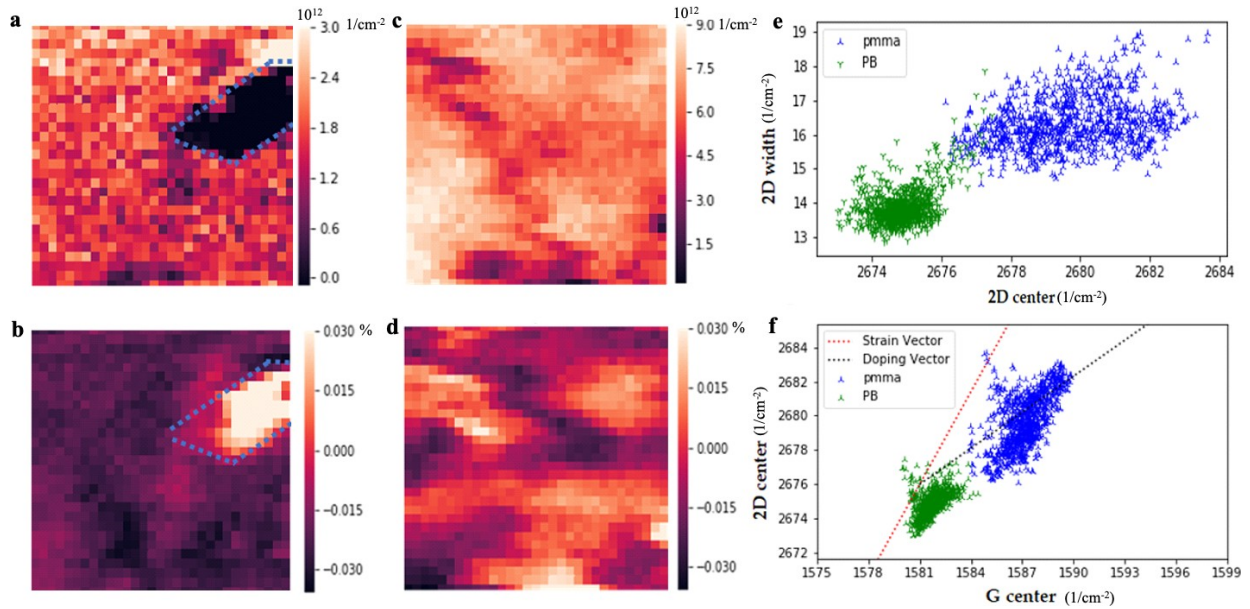 a
10¹² 1/cm⁻²
3.0
2.4
1.8
1.2
0.6
0.0
c
10¹² 1/cm⁻²
9.0
7.5
6.0
4.5
3.0
1.5
e
pmma
PB
19
18
17
16
15
14
13
2D width (1/cm⁻²)
2674 2676 2678 2680 2682 2684
2D center (1/cm⁻²)
b
0.030 %
0.015
0.000
−0.015
−0.030
d
0.030 %
0.015
0.000
−0.015
−0.030
f
Strain Vector
Doping Vector
pmma
PB
2684
2682
2680
2678
2676
2674
2672
2D center (1/cm⁻²)
1575 1578 1581 1584 1587 1590 1593 1596 1599
G center (1/cm⁻²)